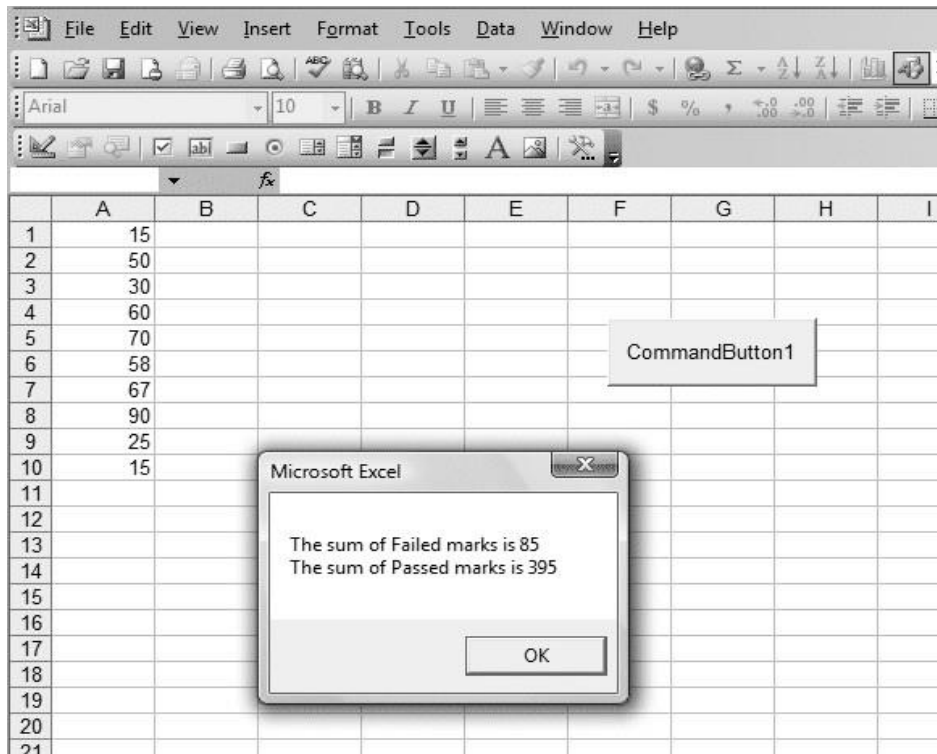 File Edit View Insert Format Tools Data Window Help
ABC
Arial 10 B I U $ % ,
ab A
fx
A B C D E F G H I
1 15
2 50
3 30
4 60
5 70
6 58
7 67
8 90
9 25
10 15
11
12
13
14
15
16
17
18
19
20
21
CommandButton1
Microsoft Excel
The sum of Failed marks is 85
The sum of Passed marks is 395
OK